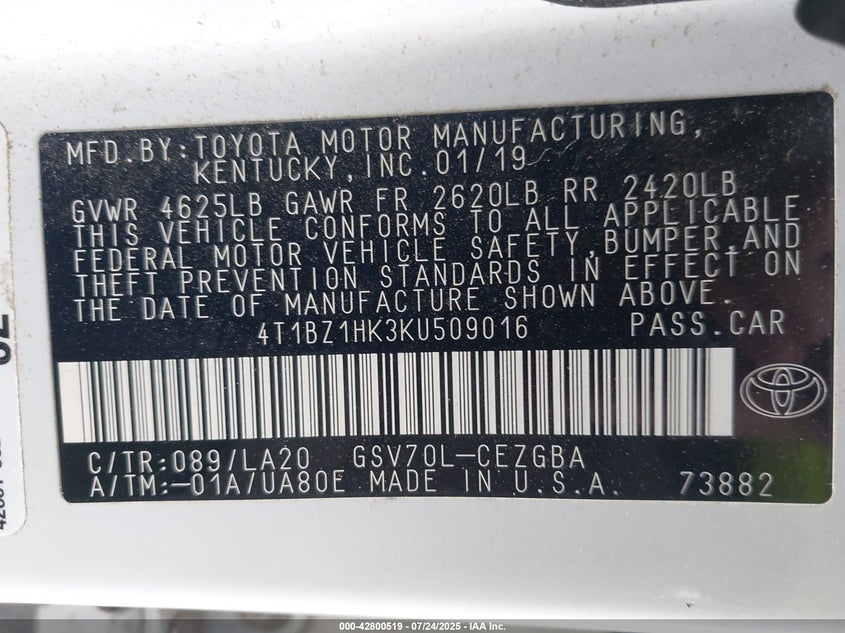 MFD.BY:TOYOTA MOTOR MANUFACTURING,
KENTUCKY,INC.01/19
GVWR 4625LB GAWR FR 2620LB RR 2420LB
THIS VEHICLE CONFORMS TO ALL APPLICABLE
FEDERAL MOTOR VEHICLE SAFETY,BUMPER,AND
THEFT PREVENTION STANDARDS IN EFFECT ON
THE DATE OF MANUFACTURE SHOWN ABOVE.
4T1BZ1HK3KU509016 PASS.CAR
C/TR:089/LA20 GSV70L-CEZGBA
A/TM:-01A/UA80E MADE IN U.S.A. 73882
000-42800519 / 07/24/2025 - IAA Inc.